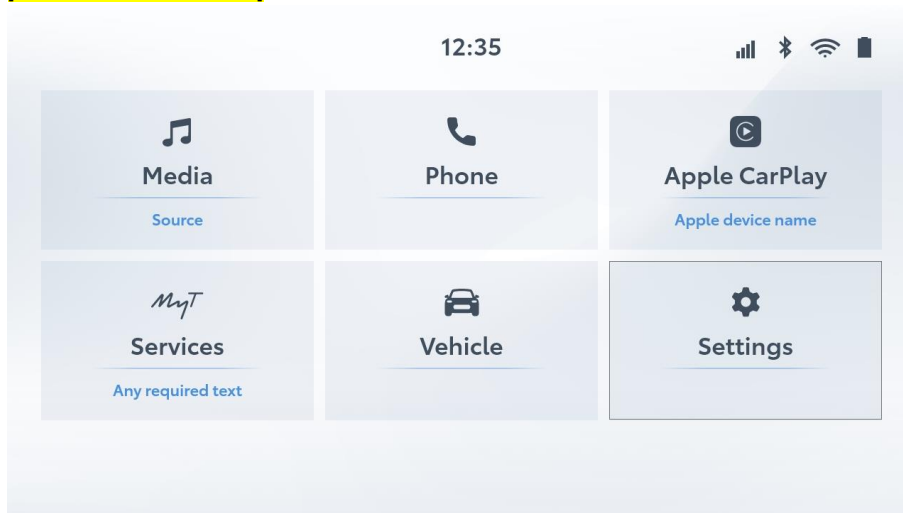 12:35
Media
Source
Phone
Apple CarPlay
Apple device name
MyT
Services
Any required text
Vehicle
Settings